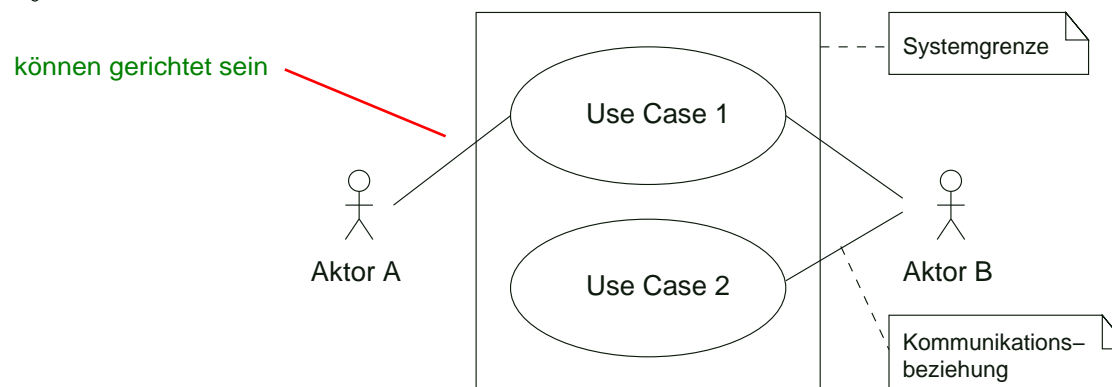 Systemgrenze
können gerichtet sein
Use Case 1
Aktor A
Use Case 2
Aktor B
Kommunikations–
beziehung